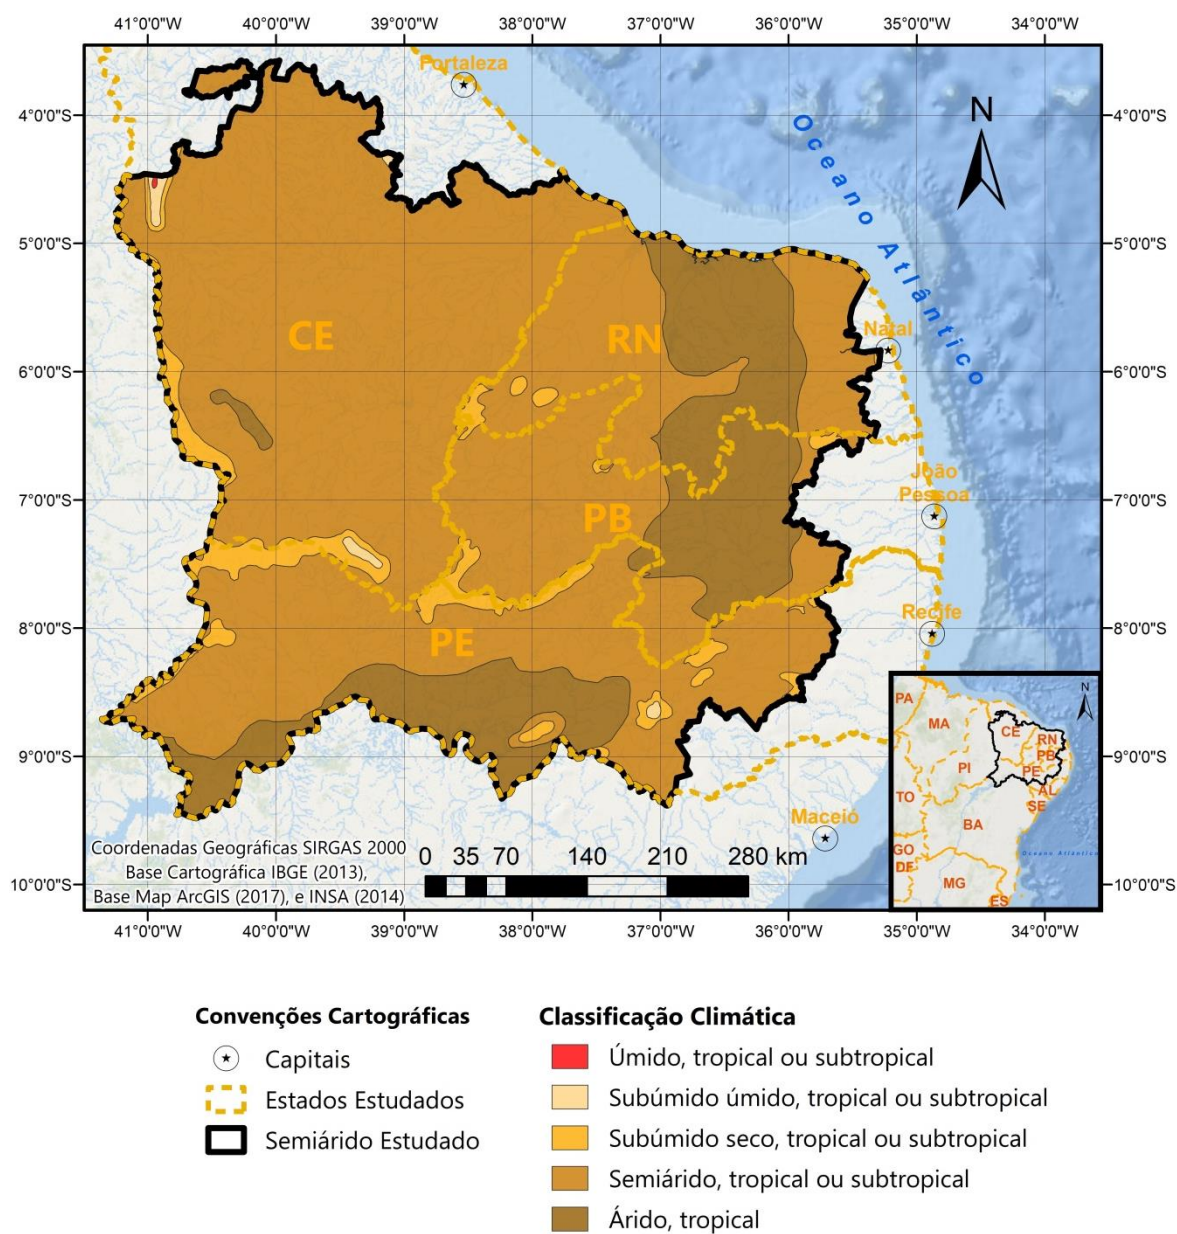 41°0'0"W 40°0'0"W 39°0'0"W 38°0'0"W 37°0'0"W 36°0'0"W 35°0'0"W 34°0'0"W
Fortaleza
4°0'0"S 4°0'0"S
N
Oceano Atlântico
5°0'0"S 5°0'0"S
CE RN Natal
6°0'0"S 6°0'0"S
João
Pessoa
7°0'0"S 7°0'0"S
PB
Recife
8°0'0"S 8°0'0"S
PE
N
PA MA CE RN
PB
PI PE
AL
TO SE
BA
Oceano Atlântico
GO
DF
MG
ES
9°0'0"S 9°0'0"S
Maceió
Coordenadas Geográficas SIRGAS 2000
Base Cartográfica IBGE (2013),
Base Map ArcGIS (2017), e INSA (2014)
0 35 70 140 210 280 km
10°0'0"S 10°0'0"S
41°0'0"W 40°0'0"W 39°0'0"W 38°0'0"W 37°0'0"W 36°0'0"W 35°0'0"W 34°0'0"W
Convenções Cartográficas
Capitais
Estados Estudados
Semiárido Estudado
Classificação Climática
Úmido, tropical ou subtropical
Subúmido úmido, tropical ou subtropical
Subúmido seco, tropical ou subtropical
Semiárido, tropical ou subtropical
Árido, tropical